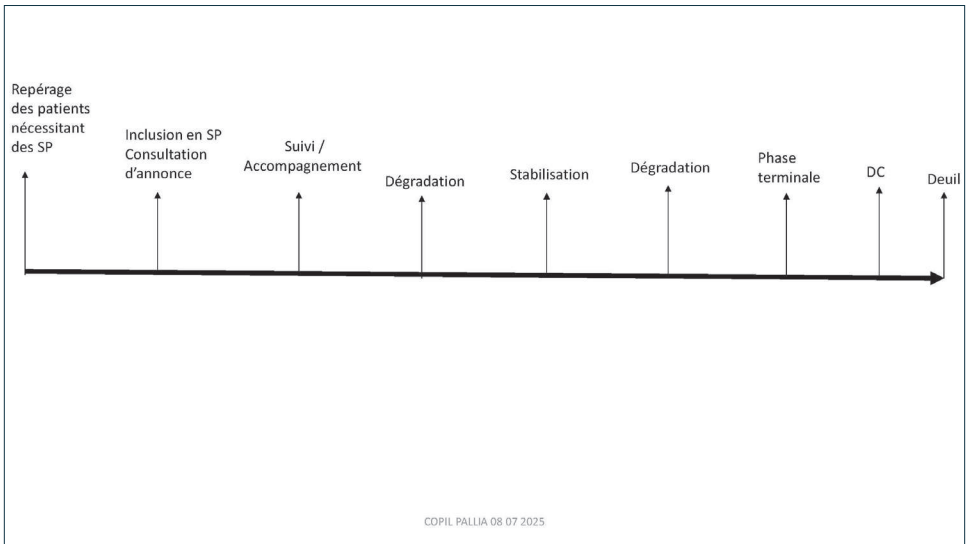 Repérage
des patients
nécessitant
des SP
Inclusion en SP
Consultation
d'annonce
Suivi /
Accompagnement
Dégradation
Stabilisation
Dégradation
Phase
terminale
DC
Deuil
COPIL PALLIA 08 07 2025